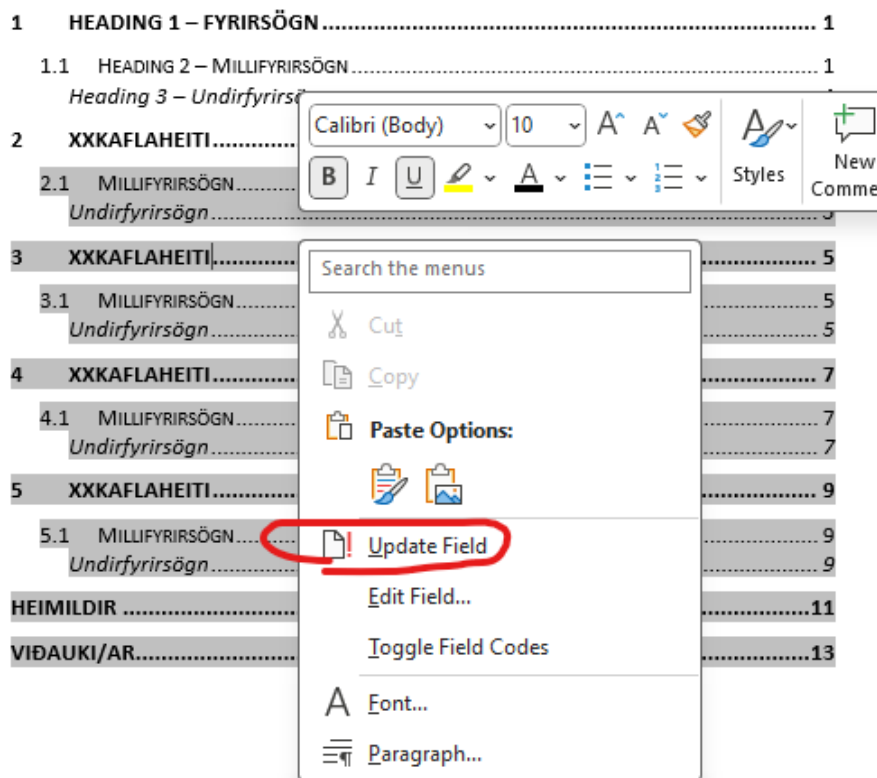 1 HEADING 1 – FYRIRSÖGN ........ 1
1.1 HEADING 2 – MILLIFYRIRSÖGN ........ 1
Heading 3 – Undirfyrirsö
2 XXKAFLAHEITI ........
2.1 MILLIFYRIRSÖGN ........
Undirfyrirsögn ........ 3
3 XXKAFLAHEITI ........ 5
3.1 MILLIFYRIRSÖGN ........ 5
Undirfyrirsögn ........ 5
4 XXKAFLAHEITI ........ 7
4.1 MILLIFYRIRSÖGN ........ 7
Undirfyrirsögn ........ 7
5 XXKAFLAHEITI ........ 9
5.1 MILLIFYRIRSÖGN ........ 9
Undirfyrirsögn ........ 9
HEIMILDIR ........ 11
VIÐAUKI/AR ........ 13
Calibri (Body) 10
B I U A Styles New
Comme
Search the menus
Cut
Copy
Paste Options:
Update Field
Edit Field...
Toggle Field Codes
Font...
Paragraph...